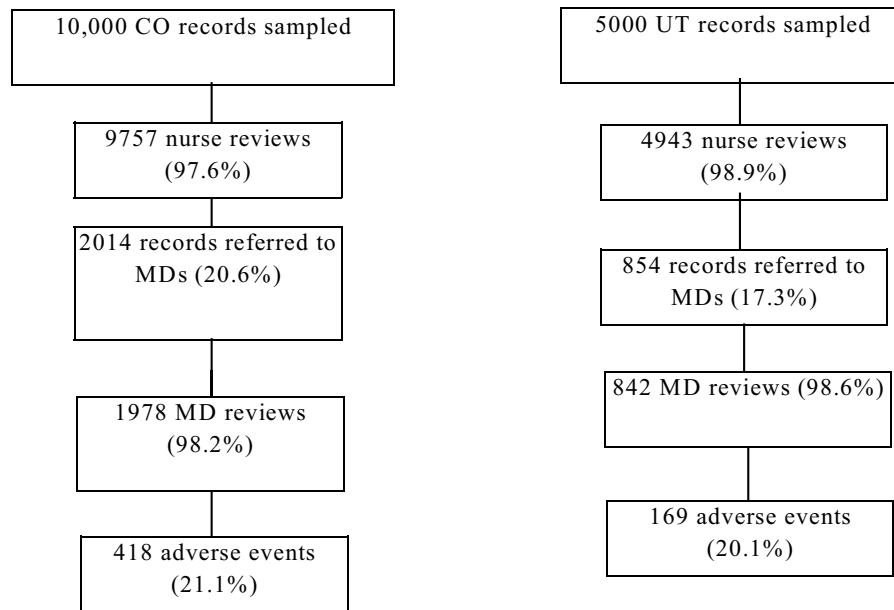 10,000 CO records sampled
9757 nurse reviews
(97.6%)
2014 records referred to
MDs (20.6%)
1978 MD reviews
(98.2%)
418 adverse events
(21.1%)
5000 UT records sampled
4943 nurse reviews
(98.9%)
854 records referred to
MDs (17.3%)
842 MD reviews (98.6%)
169 adverse events
(20.1%)